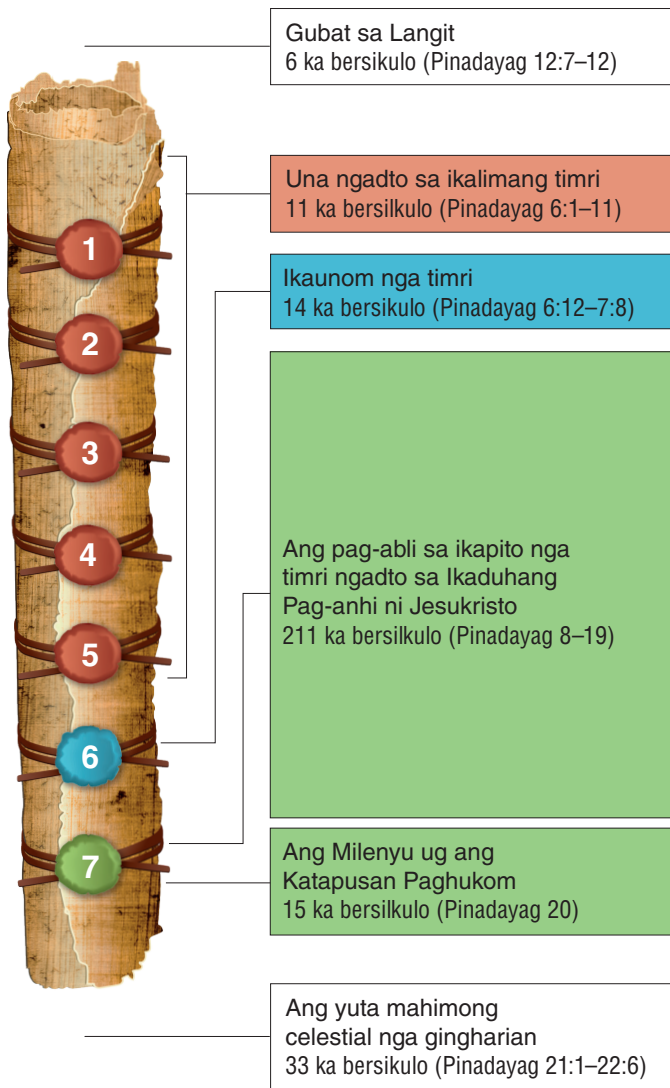 Gubat sa Langit
6 ka bersikulo (Pinadayag 12:7–12)
Una ngadto sa ikalimang timri
11 ka bersilkulo (Pinadayag 6:1–11)
1
Ikaunom nga timri
14 ka bersikulo (Pinadayag 6:12–7:8)
2
3
4
Ang pag-abli sa ikapito nga
timri ngadto sa Ikaduhang
Pag-anhi ni Jesukristo
211 ka bersilkulo (Pinadayag 8–19)
5
6
7
Ang Milenyu ug ang
Katapusan Paghukom
15 ka bersilkulo (Pinadayag 20)
Ang yuta mahimong
celestial nga gingharian
33 ka bersikulo (Pinadayag 21:1–22:6)